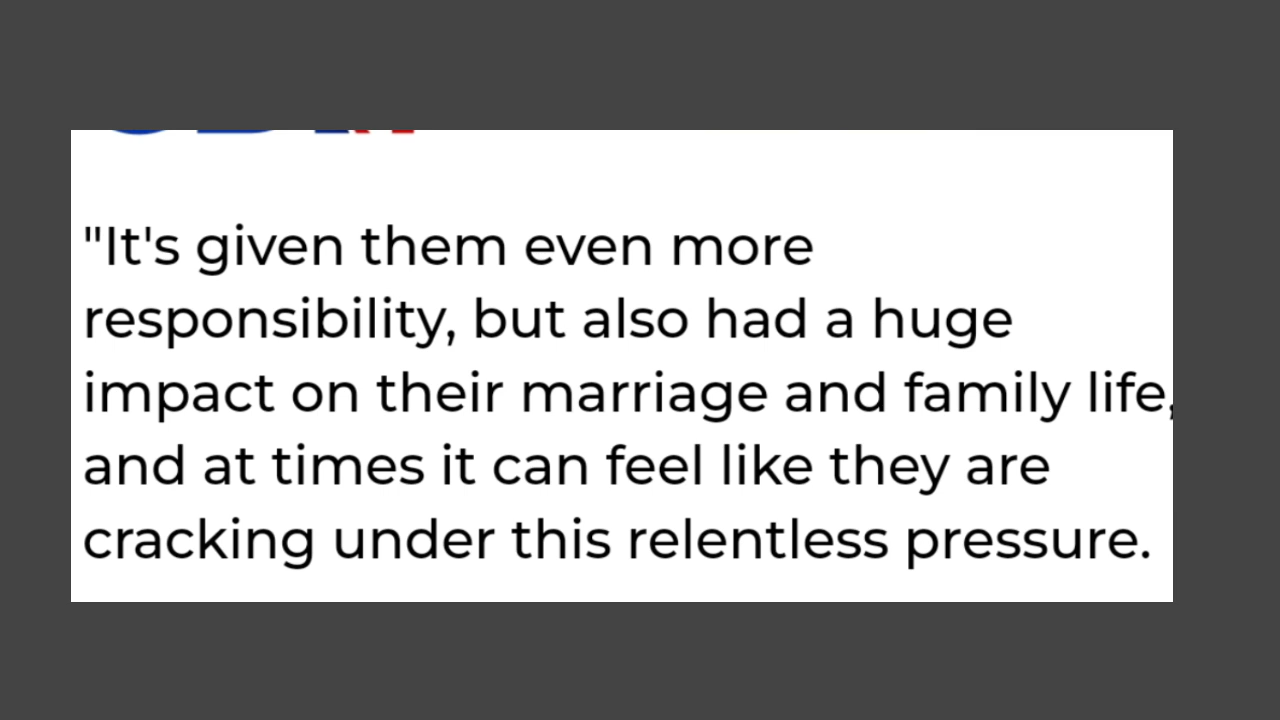 "It's given them even more
responsibility, but also had a huge
impact on their marriage and family life,
and at times it can feel like they are
cracking under this relentless pressure.